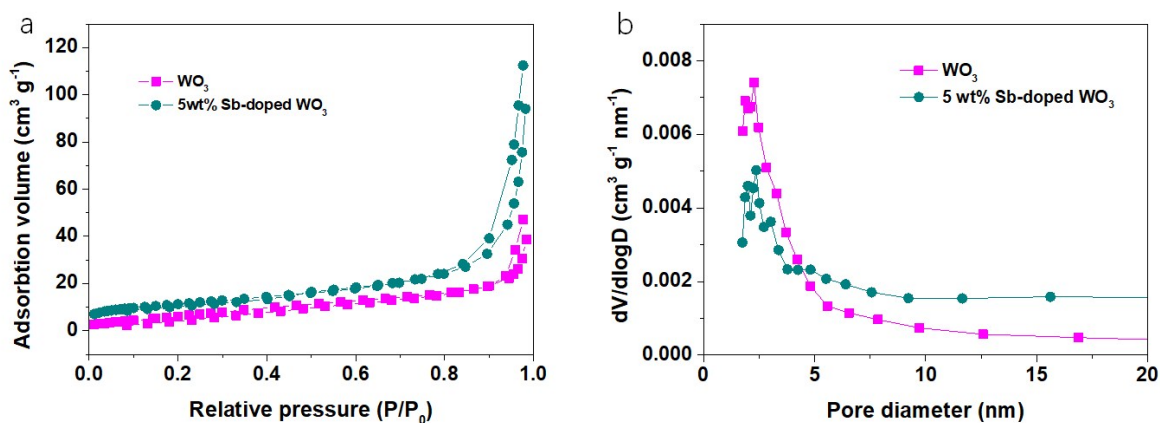 a
Adsorbtion volume (cm³ g⁻¹)
120
100
80
60
40
20
0
WO₃
5wt% Sb-doped WO₃
0.0 0.2 0.4 0.6 0.8 1.0
Relative pressure (P/P₀)
b
dV/dlogD (cm³ g⁻¹ nm⁻¹)
0.008
0.006
0.004
0.002
0.000
WO₃
5 wt% Sb-doped WO₃
0 5 10 15 20
Pore diameter (nm)